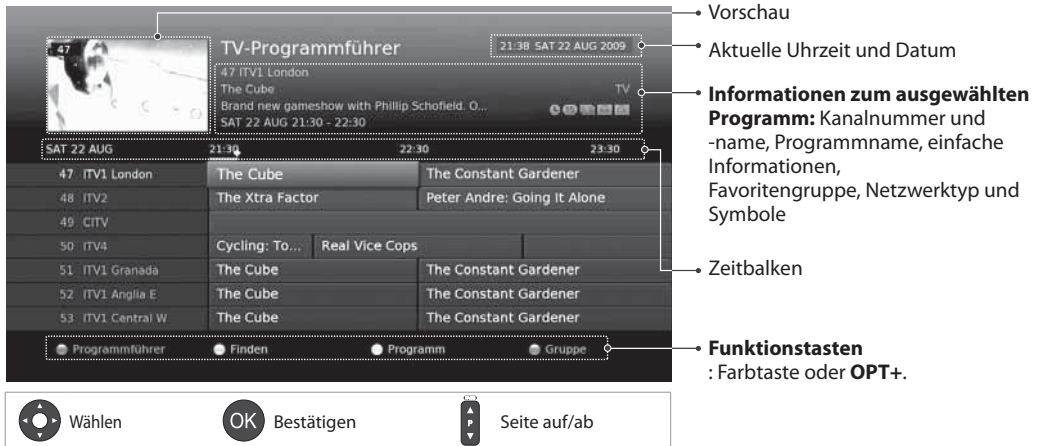 Vorschau
47
TV-Programmführer
21:38 SAT 22 AUG 2009
Aktuelle Uhrzeit und Datum
47 ITV1 London
The Cube
TV
Brand new gameshow with Phillip Schofield. O...
SAT 22 AUG 21:30 - 22:30
Informationen zum ausgewählten
Programm: Kanalnummer und
-name, Programmname, einfache
Informationen,
Favoritengruppe, Netzwerktyp und
Symbole
SAT 22 AUG 21:30 22:30 23:30
47 ITV1 London The Cube The Constant Gardener
48 ITV2 The Xtra Factor Peter Andre: Going It Alone
49 CITV
50 ITV4 Cycling: To... Real Vice Cops
51 ITV1 Granada The Cube The Constant Gardener
52 ITV1 Anglia E The Cube The Constant Gardener
53 ITV1 Central W The Cube The Constant Gardener
Zeitbalken
Programmführer Finden Programm Gruppe
Funktionstasten
: Farbtaste oder OPT+.
Wählen
OK Bestätigen
P Seite auf/ab